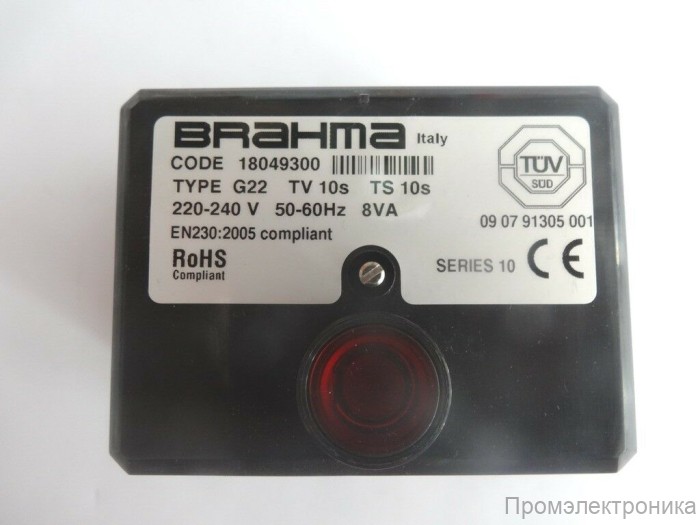 BRAHMA Italy
CODE 18049300
TYPE G22 TV 10s TS 10s
220-240 V 50-60Hz 8VA
EN230:2005 compliant
RoHS
Compliant
TÜV
SÜD
09 07 91305 001
SERIES 10 CE
Промэлектроника